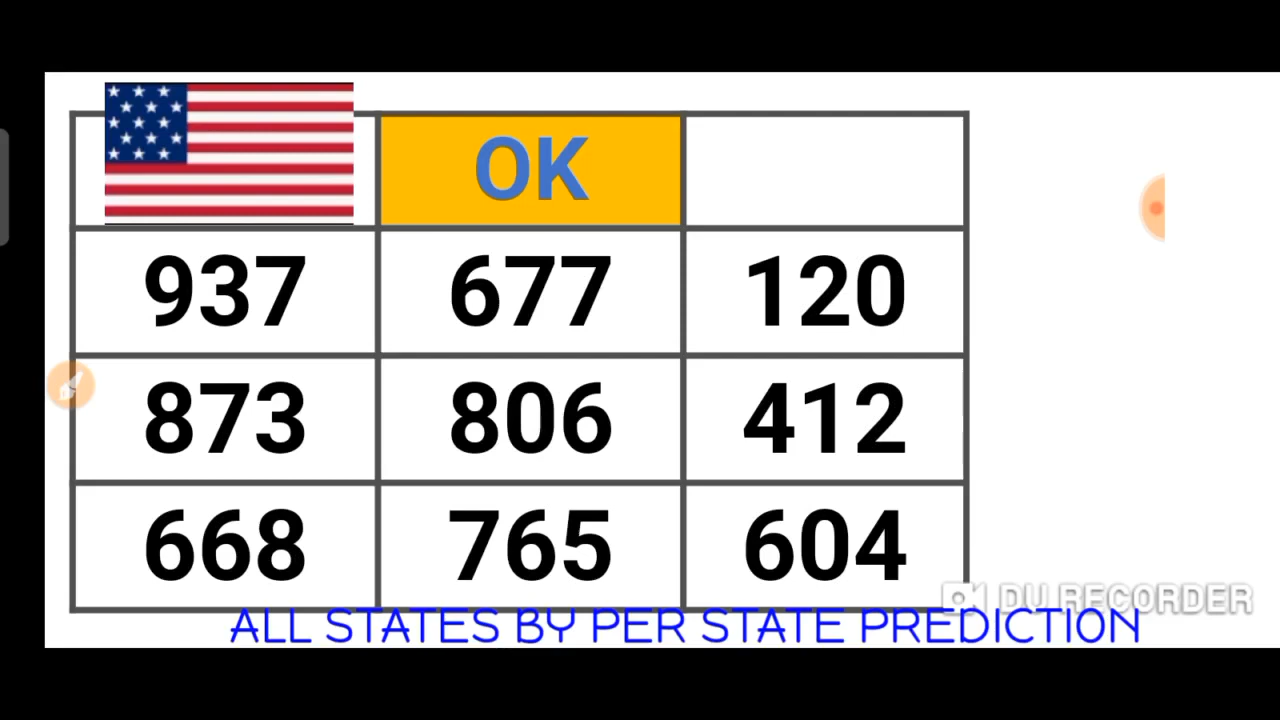 OK
937 677 120
873 806 412
668 765 604
DU RECORDER
ALL STATES BY PER STATE PREDICTION